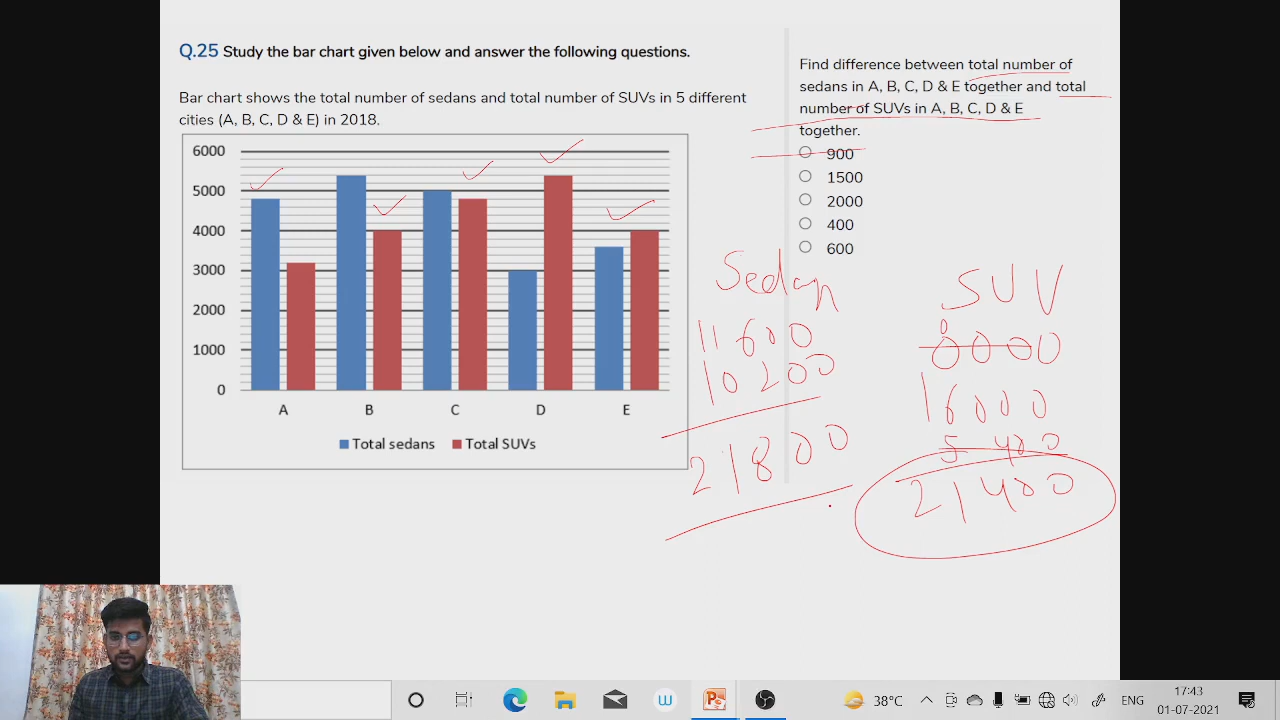 Q.25 Study the bar chart given below and answer the following questions.
Bar chart shows the total number of sedans and total number of SUVs in 5 different
cities (A, B, C, D & E) in 2018.
6000
5000
4000
3000
2000
1000
0
A B C D E
Total sedans Total SUVs
Find difference between total number of
sedans in A, B, C, D & E together and total
number of SUVs in A, B, C, D & E
together.
900
1500
2000
400
600
Sedan
11600
10200
21800
SUV
16000
5400
21400
38°C
ENG
17:43
01-07-2021